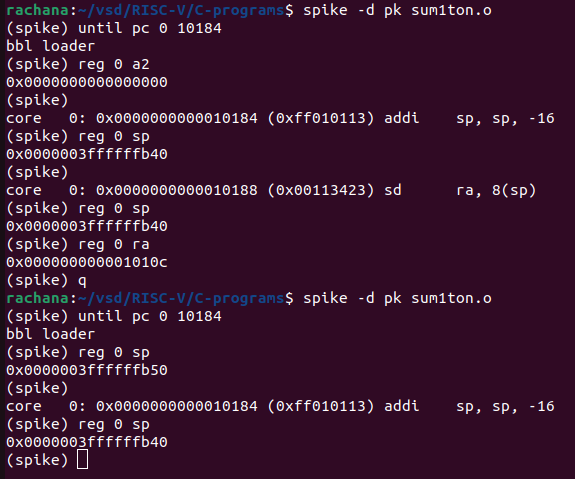 rachana:~/vsd/RISC-V/C-programs$ spike -d pk sum1ton.o
(spike) until pc 0 10184
bbl loader
(spike) reg 0 a2
0x0000000000000000
(spike)
core   0: 0x0000000000010184 (0xff010113) addi    sp, sp, -16
(spike) reg 0 sp
0x0000003ffffffb40
(spike)
core   0: 0x0000000000010188 (0x00113423) sd      ra, 8(sp)
(spike) reg 0 sp
0x0000003ffffffb40
(spike) reg 0 ra
0x000000000001010c
(spike) q
rachana:~/vsd/RISC-V/C-programs$ spike -d pk sum1ton.o
(spike) until pc 0 10184
bbl loader
(spike) reg 0 sp
0x0000003ffffffb50
(spike)
core   0: 0x0000000000010184 (0xff010113) addi    sp, sp, -16
(spike) reg 0 sp
0x0000003ffffffb40
(spike)